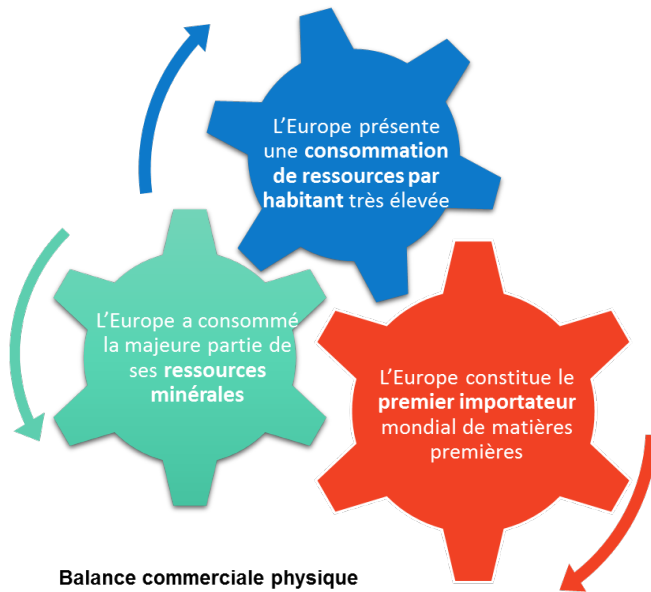 L'Europe présente
une consommation
de ressources par
habitant très élevée
L'Europe a consommé
la majeure partie de
ses ressources
minérales
L'Europe constitue le
premier importateur
mondial de matières
premières
Balance commerciale physique